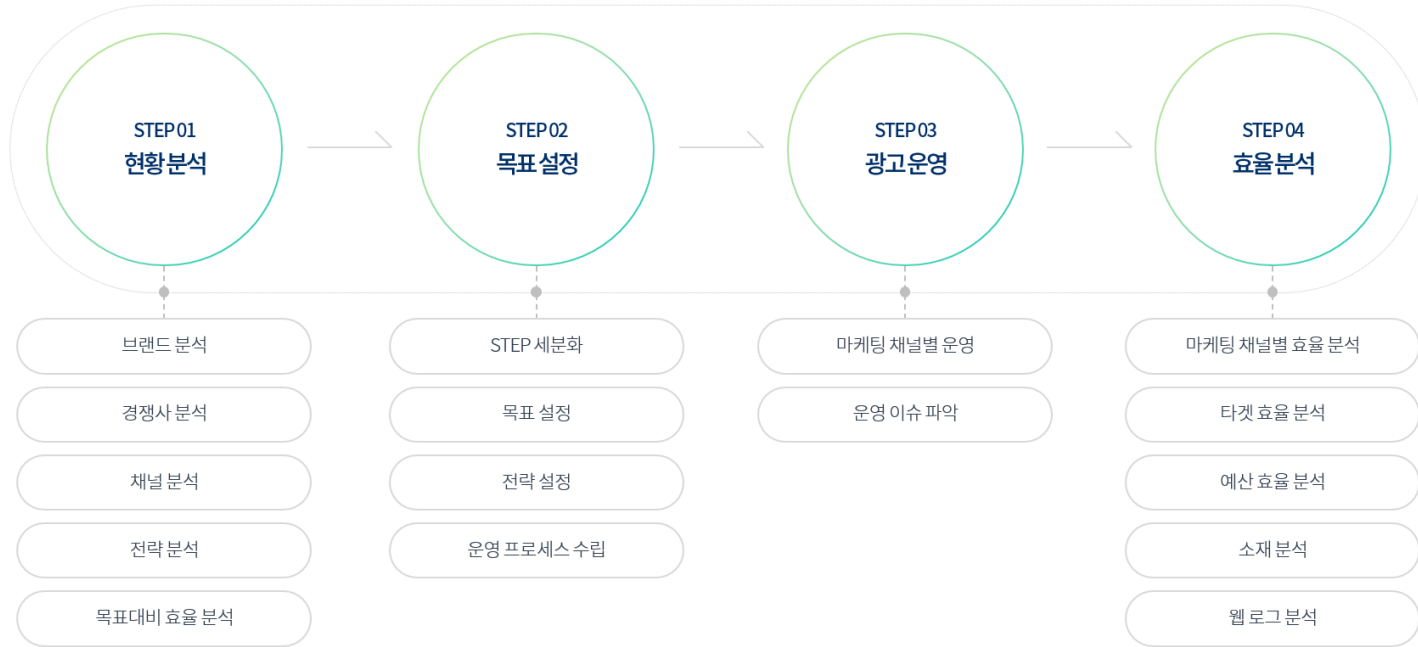 STEP 01
현황 분석
STEP 02
목표 설정
STEP 03
광고 운영
STEP 04
효율 분석
브랜드 분석
경쟁사 분석
채널 분석
전략 분석
목표대비 효율 분석
STEP 세분화
목표 설정
전략 설정
운영 프로세스 수립
마케팅 채널별 운영
운영 이슈 파악
마케팅 채널별 효율 분석
타겟 효율 분석
예산 효율 분석
소재 분석
웹 로그 분석